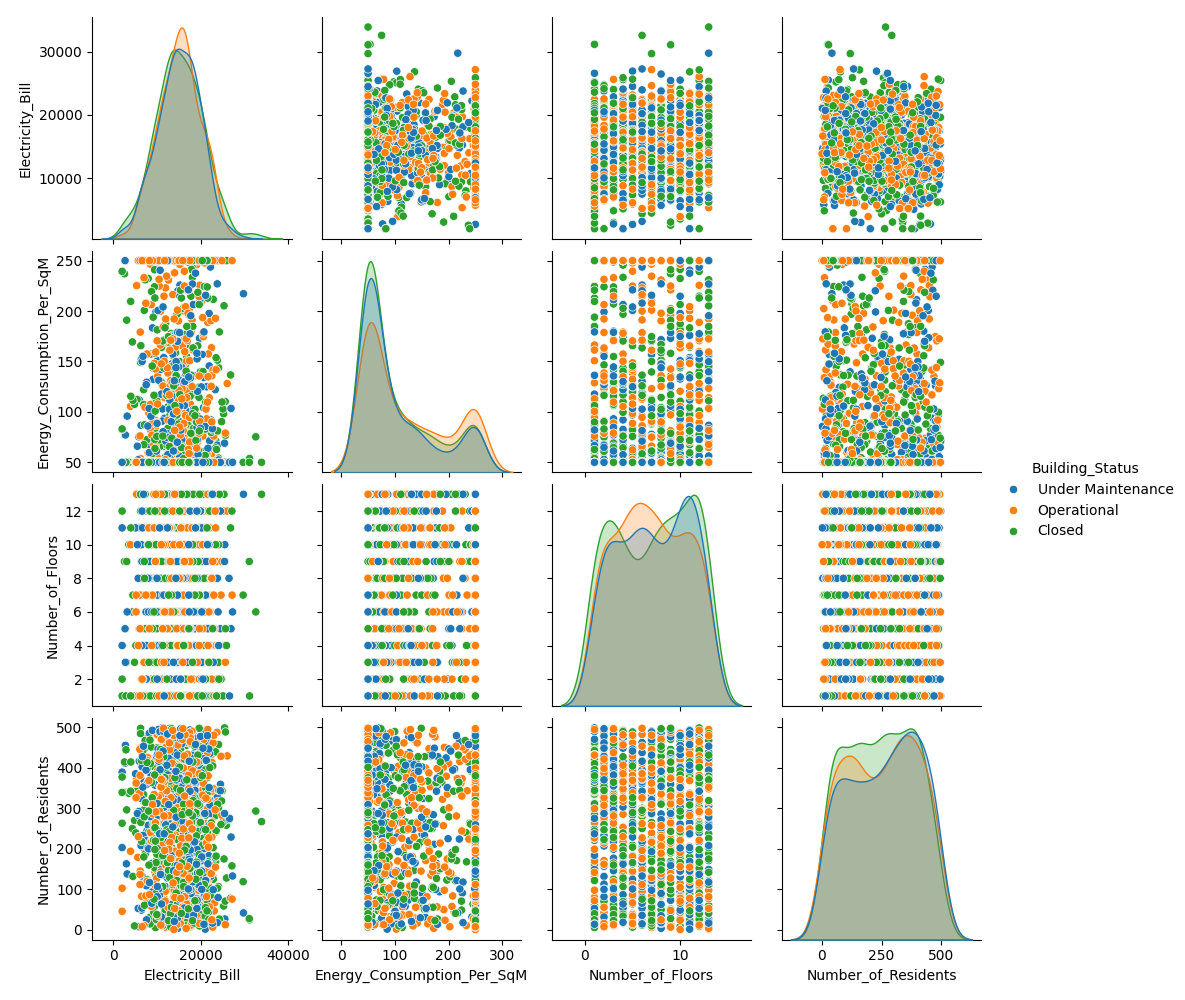 30000
20000
10000
Electricity_Bill
250
200
150
100
50
Energy_Consumption_Per_SqM
12
10
8
6
4
2
Number_of_Floors
500
400
300
200
100
0
Number_of_Residents
0 20000 40000
Electricity_Bill
0 100 200 300
Energy_Consumption_Per_SqM
0 10
Number_of_Floors
0 250 500
Number_of_Residents
Building_Status
Under Maintenance
Operational
Closed